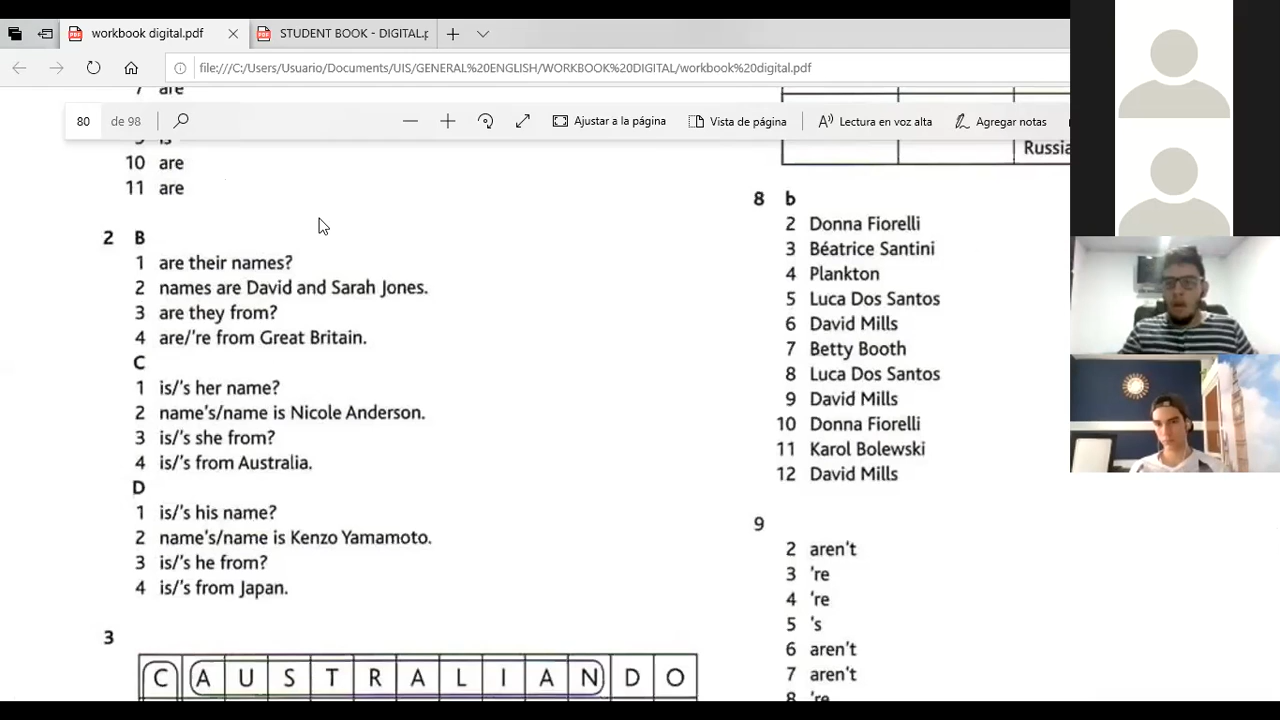 workbook digital.pdf
STUDENT BOOK - DIGITAL.p
file:///C:/Users/Usuario/Documents/UIS/GENERAL%20ENGLISH/WORKBOOK%20DIGITAL/workbook%20digital.pdf
7 are
80 de 98
Ajustar a la página
Vista de página
Lectura en voz alta
Agregar notas
9 is
10 are
11 are
2 B
1 are their names?
2 names are David and Sarah Jones.
3 are they from?
4 are/'re from Great Britain.
C
1 is/'s her name?
2 name's/name is Nicole Anderson.
3 is/'s she from?
4 is/'s from Australia.
D
1 is/'s his name?
2 name's/name is Kenzo Yamamoto.
3 is/'s he from?
4 is/'s from Japan.
3
C A U S T R A L I A N D O
Russia
8 b
2 Donna Fiorelli
3 Béatrice Santini
4 Plankton
5 Luca Dos Santos
6 David Mills
7 Betty Booth
8 Luca Dos Santos
9 David Mills
10 Donna Fiorelli
11 Karol Bolewski
12 David Mills
9
2 aren't
3 're
4 're
5 's
6 aren't
7 aren't
8 're